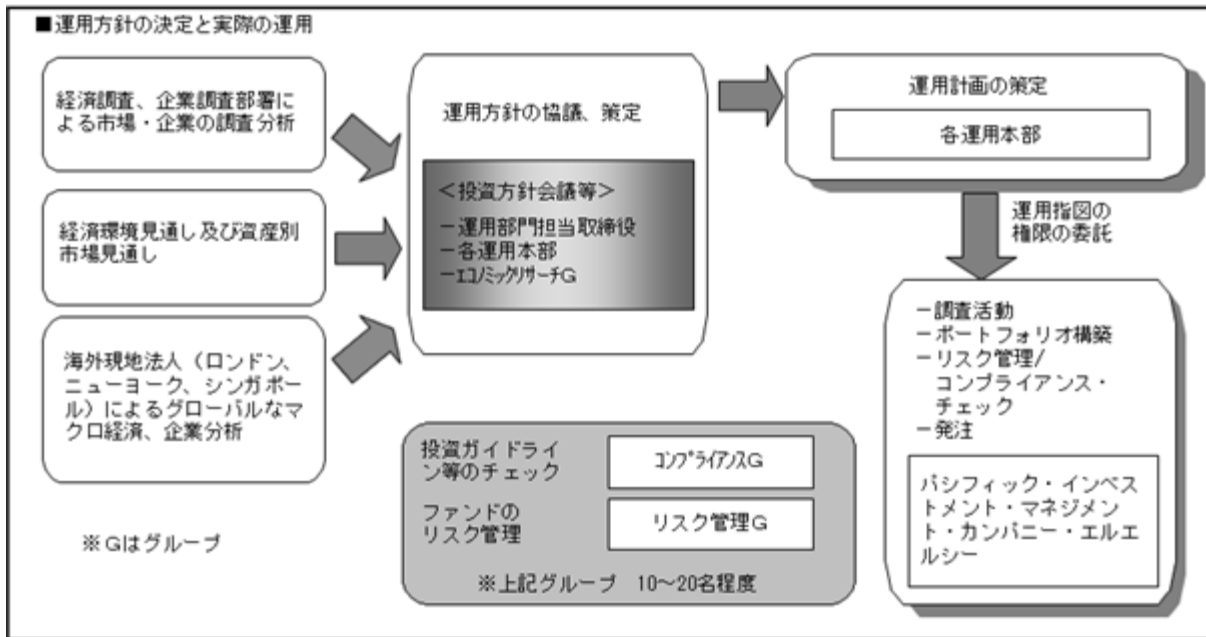 ■運用方針の決定と実際の運用
経済調査、企業調査部署に
よる市場・企業の調査分析
経済環境見通し及び資産別
市場見通し
海外現地法人（ロンドン、
ニューヨーク、シンガポー
ル）によるグローバルなマ
クロ経済、企業分析
※Gはグループ
運用方針の協議、策定
＜投資方針会議等＞
－運用部門担当取締役
－各運用本部
－ｴｺﾉﾐｯｸﾘｻｰﾁG
投資ガイドライ
ン等のチェック
ｺﾝﾌﾟﾗｲｱﾝｽG
ファンドの
リスク管理
リスク管理G
※上記グループ　10～20名程度
運用計画の策定
各運用本部
運用指図の
権限の委託
－調査活動
－ポートフォリオ構築
－リスク管理/
コンプライアンス・
チェック
－発注
パシフィック・インベス
トメント・マネジメン
ト・カンパニー・エルエ
ルシー